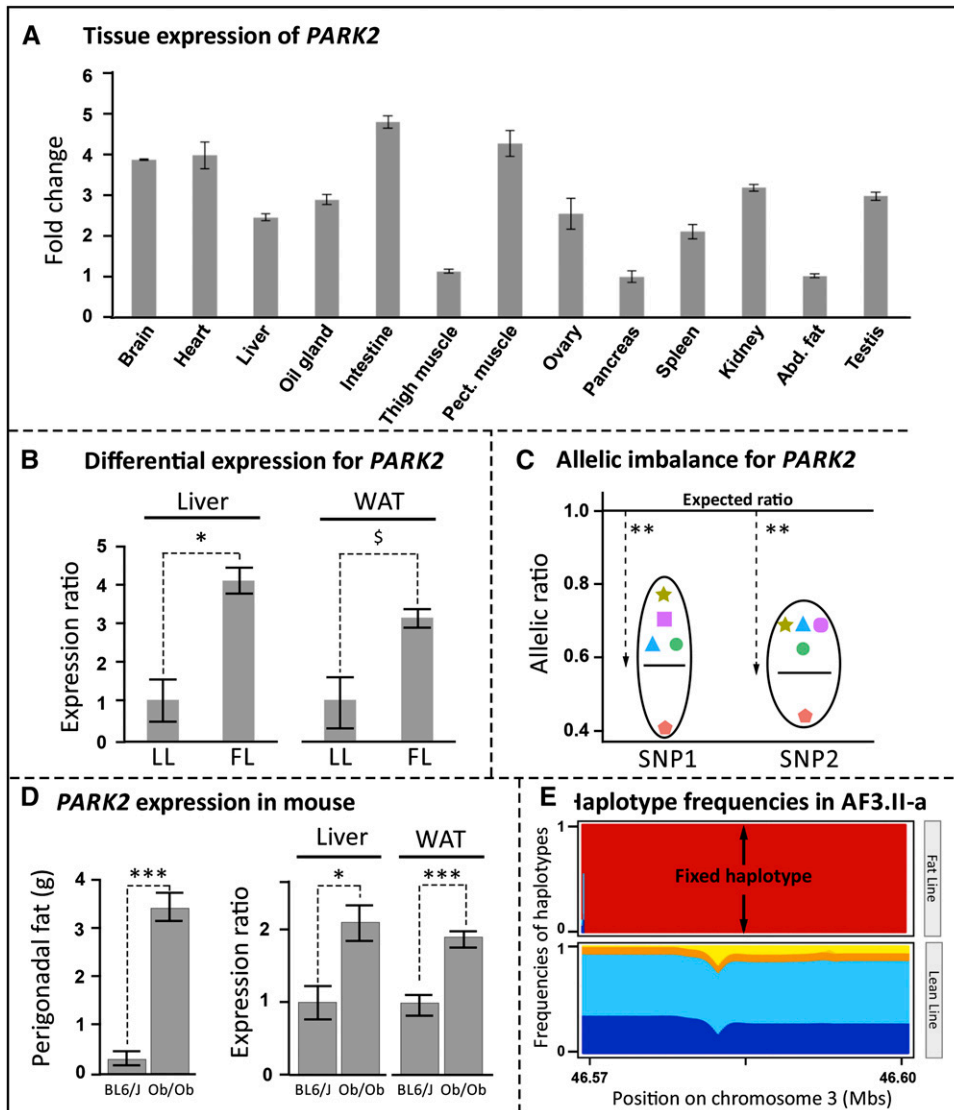 A Tissue expression of PARK2
6
5
4
3
2
1
0
Fold change
Brain
Heart
Liver
Oil gland
Intestine
Thigh muscle
Pect. muscle
Ovary
Pancreas
Spleen
Kidney
Abd. fat
Testis
B Differential expression for PARK2
Liver WAT
* $
5
4
3
2
1
0
Expression ratio
LL FL LL FL
C Allelic imbalance for PARK2
Expected ratio
1.0
** **
0.8
0.6
0.4
Allelic ratio
SNP1 SNP2
D PARK2 expression in mouse
Liver WAT
*** * ***
4
3
2
1
0
Perigonadal fat (g)
2
1
0
Expression ratio
BL6/J Ob/Ob BL6/J Ob/Ob BL6/J Ob/Ob
E Haplotype frequencies in AF3.II-a
1
0
Fixed haplotype
Fat Line
1
0
Lean Line
Frequencies of haplotypes
46.57 46.60
Position on chromosome 3 (Mbs)